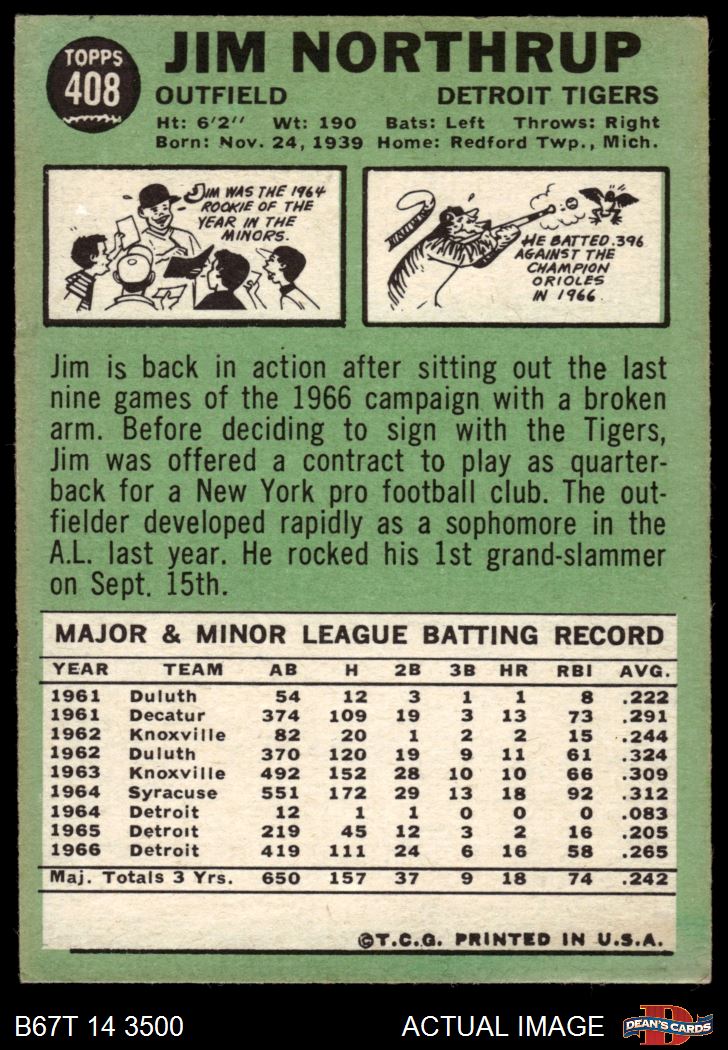 TOPPS
408
JIM NORTHRUP
OUTFIELD DETROIT TIGERS
Ht: 6'2" Wt: 190 Bats: Left Throws: Right
Born: Nov. 24, 1939 Home: Redford Twp., Mich.
JIM WAS THE 1964
ROOKIE OF THE
YEAR IN THE
MINORS.
HE BATTED .396
AGAINST THE
CHAMPION
ORIOLES
IN 1966.
Jim is back in action after sitting out the last
nine games of the 1966 campaign with a broken
arm. Before deciding to sign with the Tigers,
Jim was offered a contract to play as quarter-
back for a New York pro football club. The out-
fielder developed rapidly as a sophomore in the
A.L. last year. He rocked his 1st grand-slammer
on Sept. 15th.
MAJOR & MINOR LEAGUE BATTING RECORD
YEAR TEAM AB H 2B 3B HR RBI AVG.
1961 Duluth 54 12 3 1 1 8 .222
1961 Decatur 374 109 19 3 13 73 .291
1962 Knoxville 82 20 1 2 2 15 .244
1962 Duluth 370 120 19 9 11 61 .324
1963 Knoxville 492 152 28 10 10 66 .309
1964 Syracuse 551 172 29 13 18 92 .312
1964 Detroit 12 1 1 0 0 0 .083
1965 Detroit 219 45 12 3 2 16 .205
1966 Detroit 419 111 24 6 16 58 .265
Maj. Totals 3 Yrs. 650 157 37 9 18 74 .242
©T.C.G. PRINTED IN U.S.A.
B67T 14 3500 ACTUAL IMAGE
D
DEAN'S CARDS